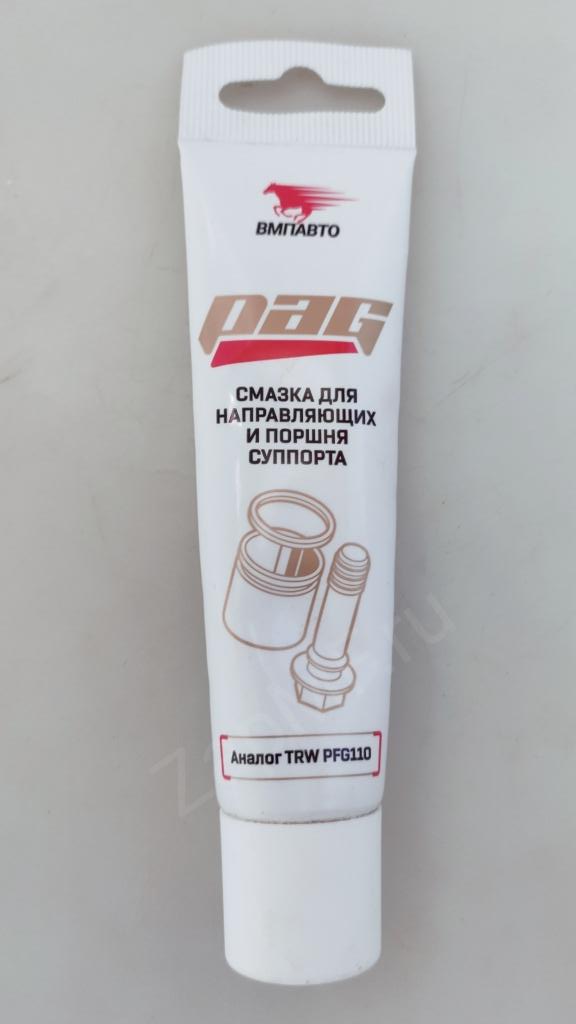 ВМПАВТО
PAG
СМАЗКА ДЛЯ
НАПРАВЛЯЮЩИХ
И ПОРШНЯ
СУППОРТА
Аналог TRW PFG110